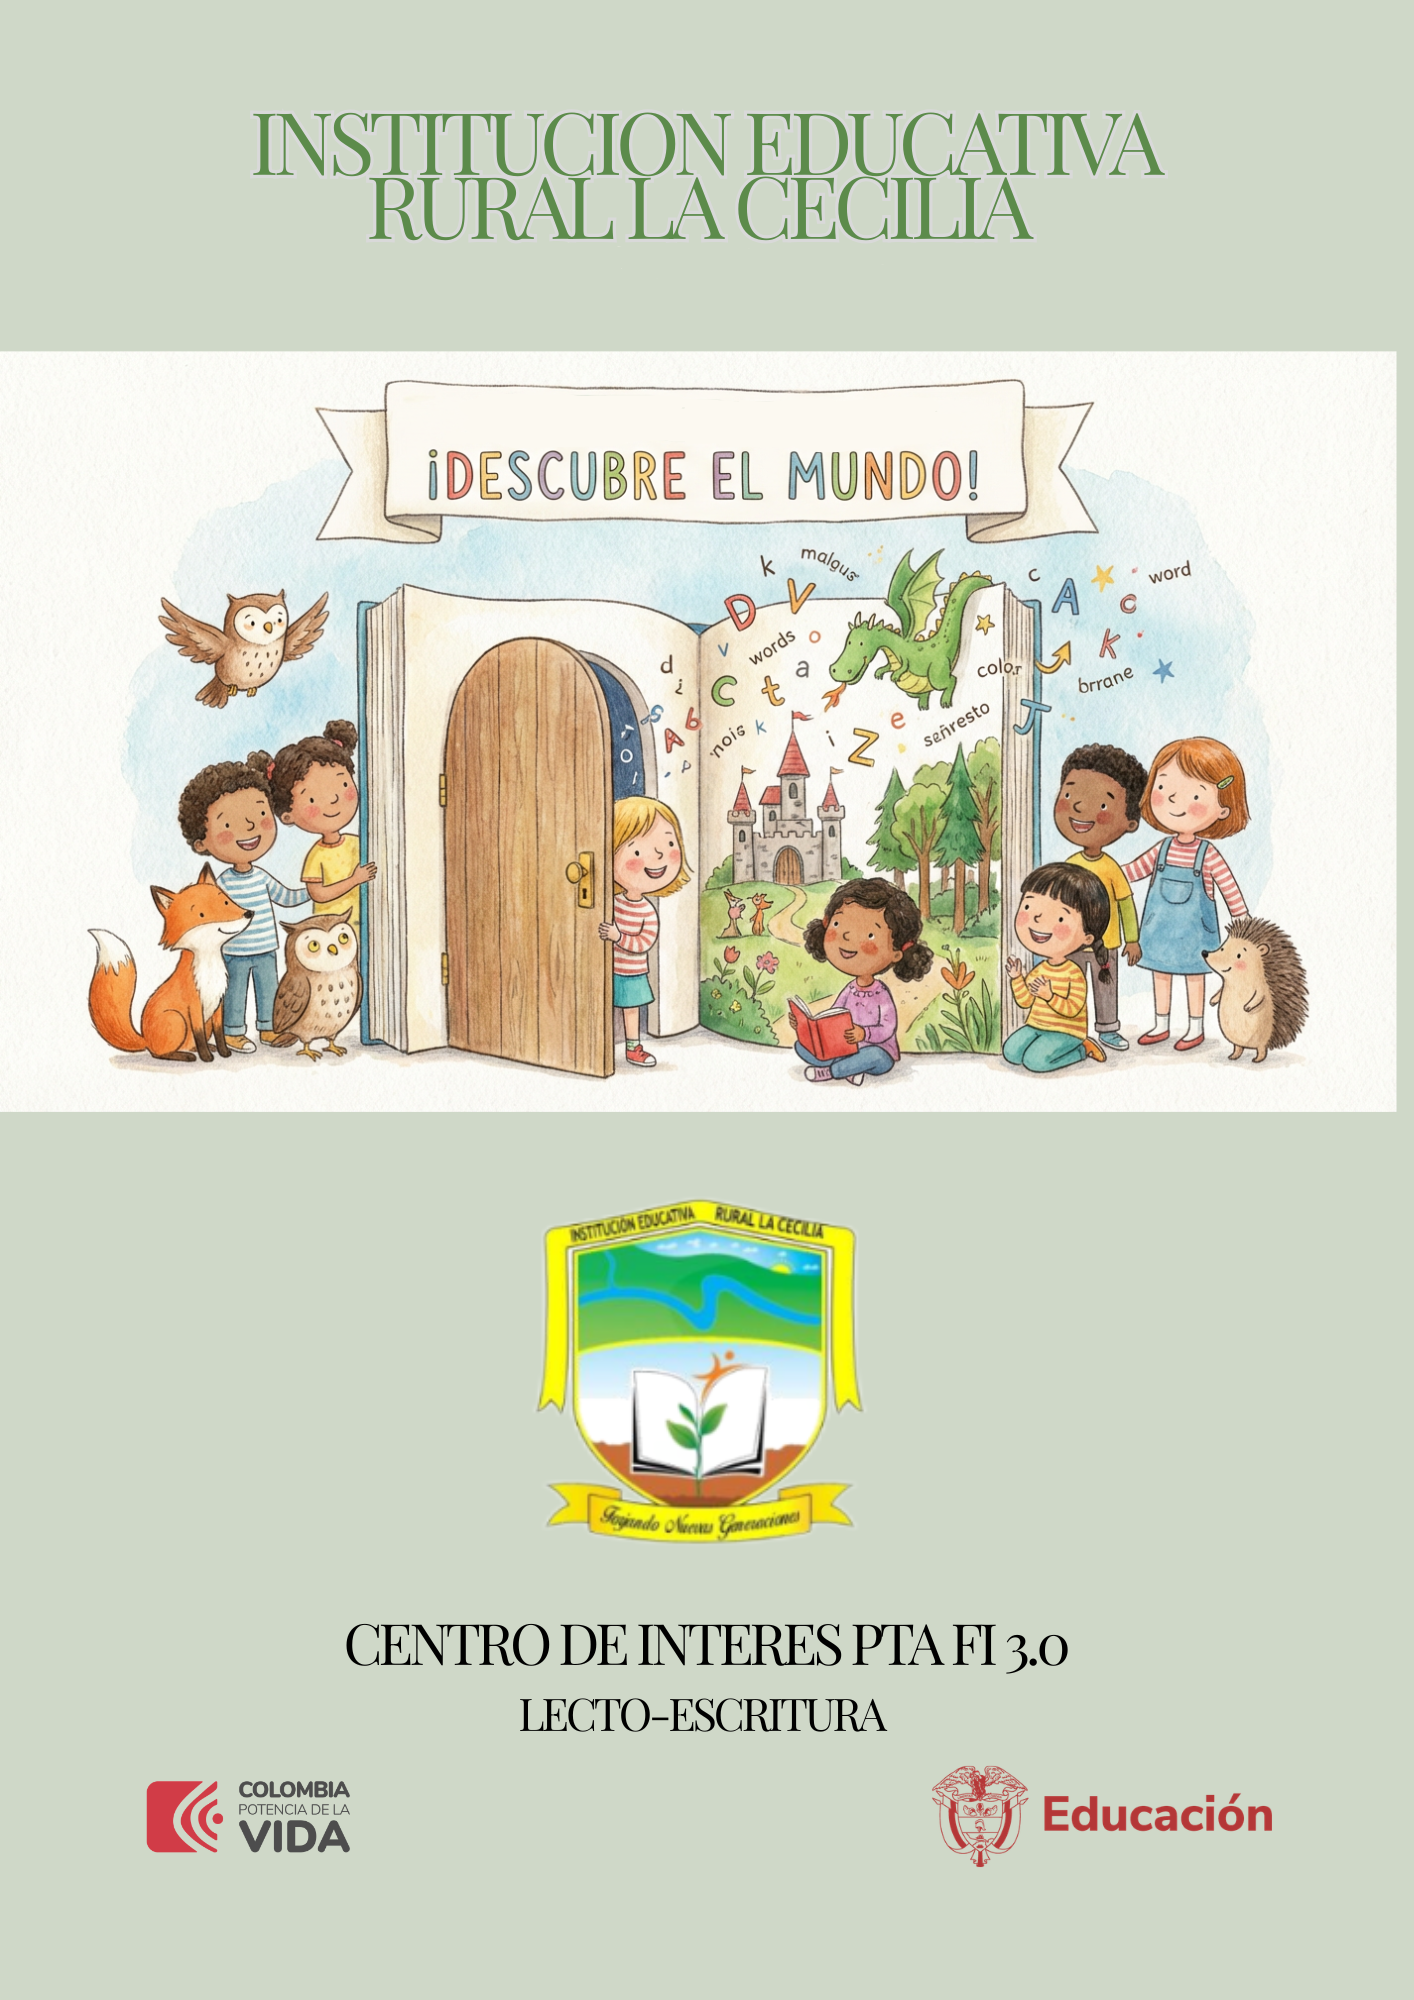 INSTITUCION EDUCATIVA
RURAL LA CECILIA
¡DESCUBRE EL MUNDO!
k
malgus
c
A
word
D
V
c
v
words
o
k
d
a
color
brrane
¿
C
t
J
S
b
e
señresto
A
'nois
k
i
Z
INSTITUCIÓN EDUCATIVA RURAL LA CECILIA
Forjando Nuevas Generaciones
CENTRO DE INTERES PTA FI 3.0
LECTO-ESCRITURA
COLOMBIA
POTENCIA DE LA
VIDA
Educación